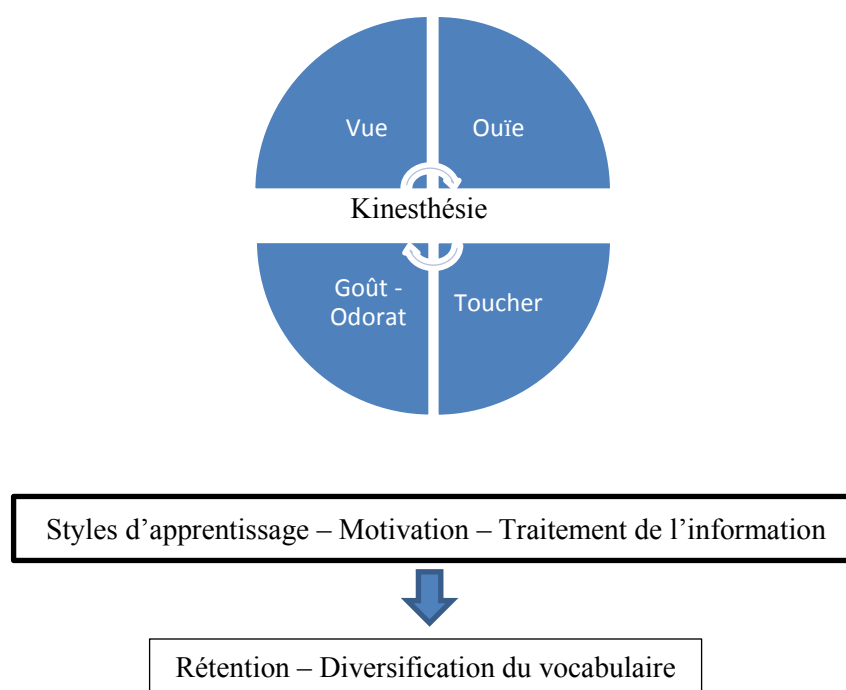 Vue
Ouïe
Kinesthésie
Goût -
Odorat
Toucher
Styles d’apprentissage – Motivation – Traitement de l’information
Rétention – Diversification du vocabulaire